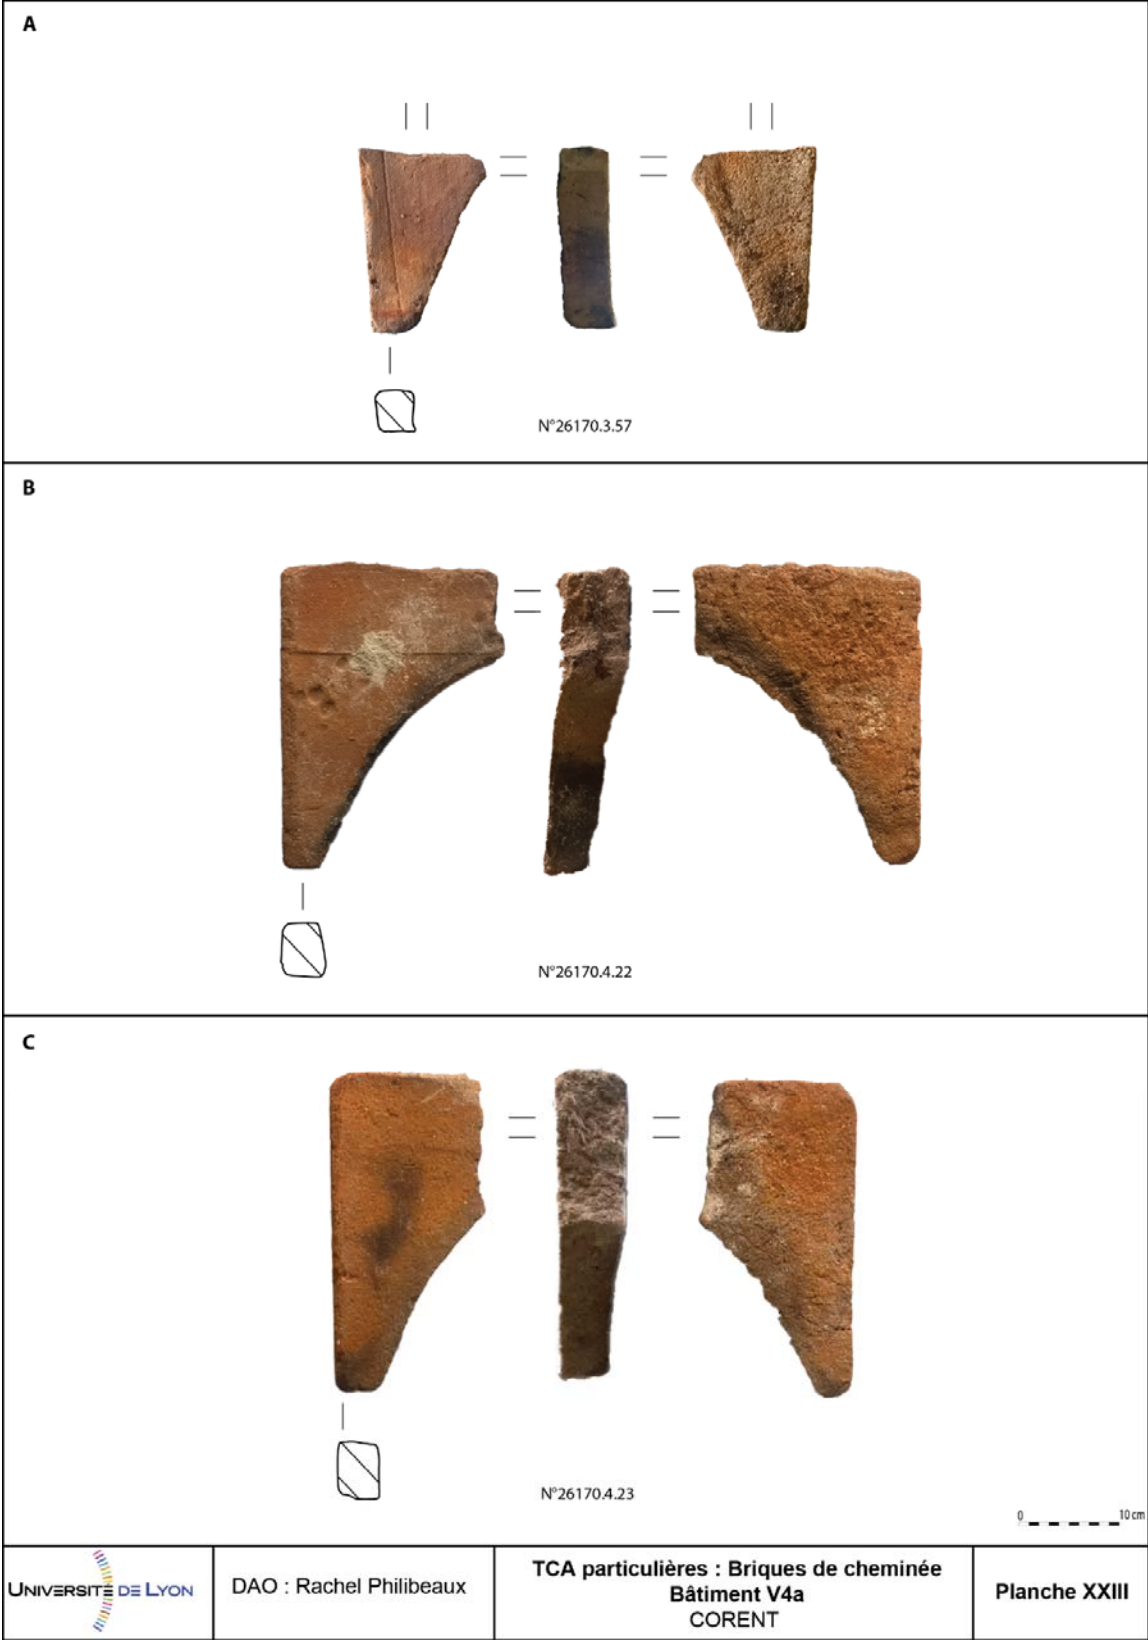 A
N°26170.3.57
B
N°26170.4.22
C
N°26170.4.23
0 10 cm
UNIVERSITÉ DE LYON
DAO : Rachel Philibeaux
TCA particulières : Briques de cheminée
Bâtiment V4a
CORENT
Planche XXIII